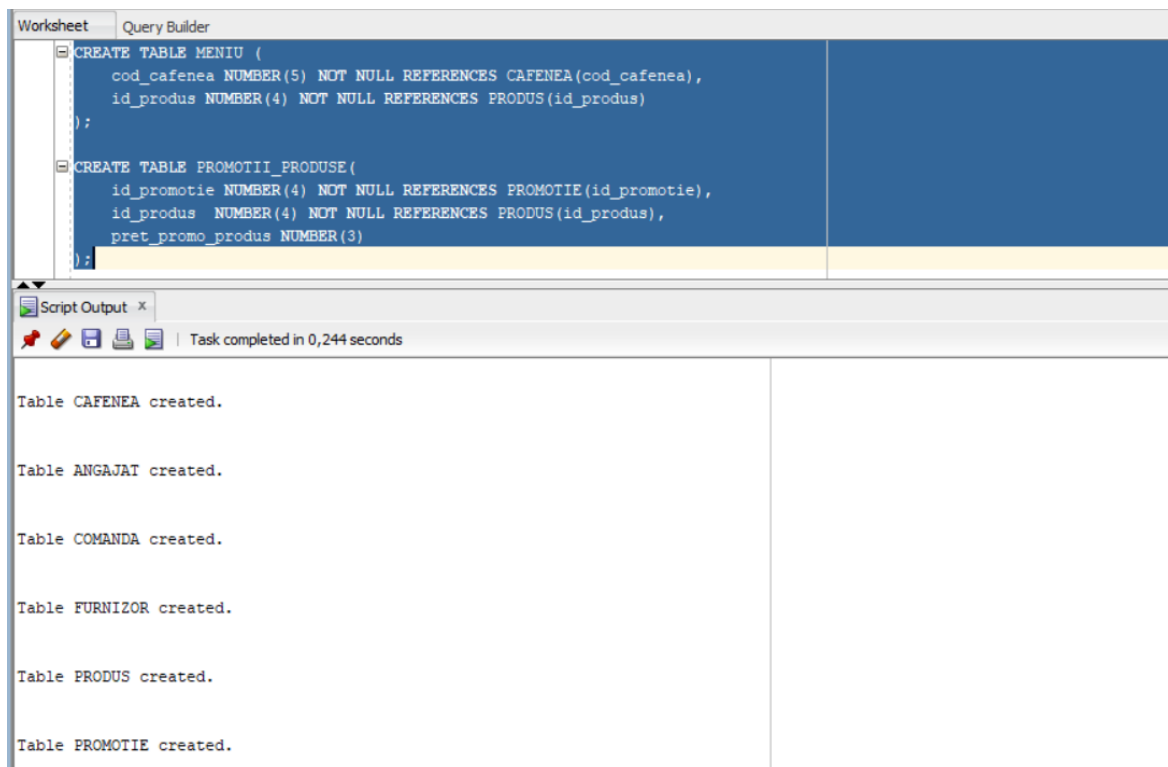 Worksheet Query Builder
CREATE TABLE MENIU (
cod_cafenea NUMBER(5) NOT NULL REFERENCES CAFENEA(cod_cafenea),
id_produs NUMBER(4) NOT NULL REFERENCES PRODUS(id_produs)
);
CREATE TABLE PROMOTII_PRODUSE(
id_promotie NUMBER(4) NOT NULL REFERENCES PROMOTIE(id_promotie),
id_produs  NUMBER(4) NOT NULL REFERENCES PRODUS(id_produs),
pret_promo_produs NUMBER(3)
);
Script Output x
Task completed in 0,244 seconds
Table CAFENEA created.
Table ANGAJAT created.
Table COMANDA created.
Table FURNIZOR created.
Table PRODUS created.
Table PROMOTIE created.